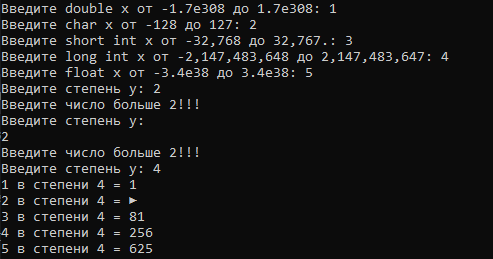 Введите double x от -1.7e308 до 1.7e308: 1
Введите char x от -128 до 127: 2
Введите short int x от -32,768 до 32,767.: 3
Введите long int x от -2,147,483,648 до 2,147,483,647: 4
Введите float x от -3.4e38 до 3.4e38: 5
Введите степень y: 2
Введите число больше 2!!!
Введите степень y:
2
Введите число больше 2!!!
Введите степень y: 4
1 в степени 4 = 1
2 в степени 4 = ►
3 в степени 4 = 81
4 в степени 4 = 256
5 в степени 4 = 625